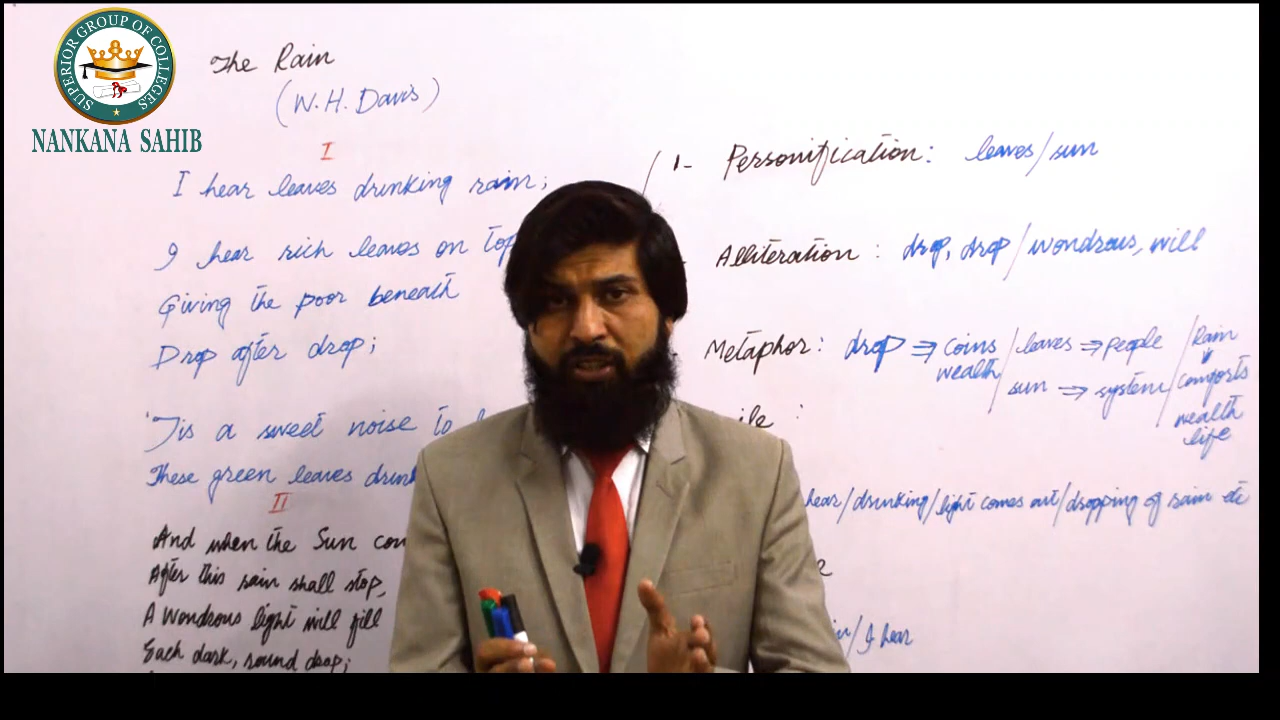 SUPERIOR GROUP OF COLLEGES
NANKANA SAHIB
The Rain
(W.H. Davis)
I
I hear leaves drinking rain;
I hear rich leaves on top
Giving the poor beneath
Drop after drop;
'Tis a sweet noise to
These green leaves drin
II
And when the Sun com
After this rain shall stop,
A wondrous light will fill
Each dark, round drop;
1- Personification: leaves/sun
Alliteration: drop, drop/wondrous, will
Metaphor: drop ⇒ coins wealth/leaves ⇒ people/sun ⇒ system/Rain comforts wealth life
ile :
hear/drinking/light comes out/dropping of rain etc
/I hear